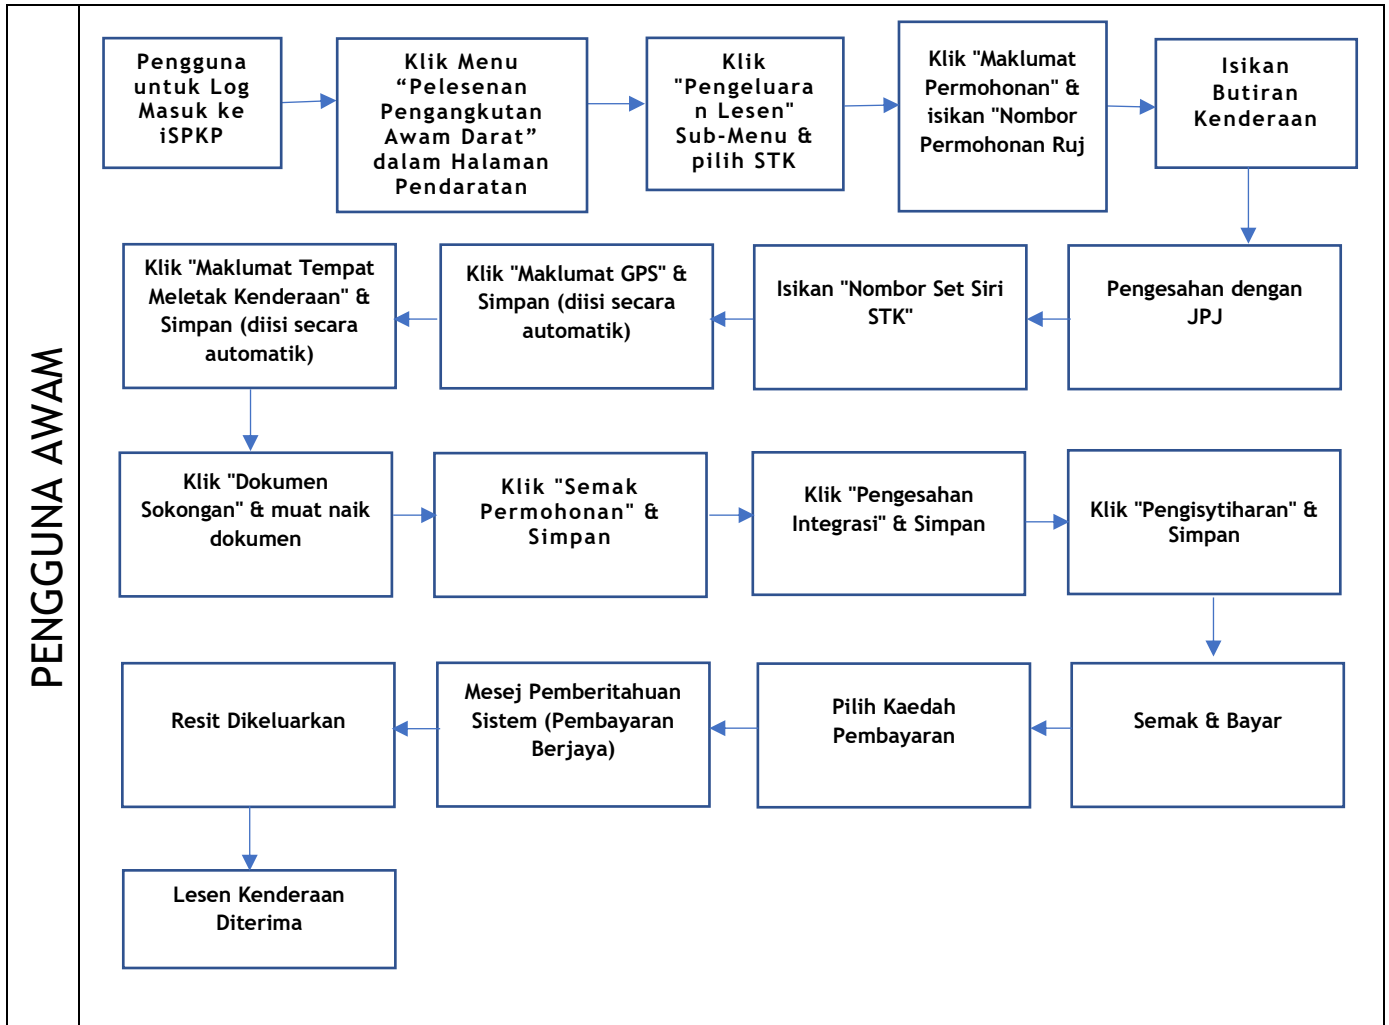 PENGGUNA AWAM
Pengguna
untuk Log
Masuk ke
iSPKP
Klik Menu
“Pelesenan
Pengangkutan
Awam Darat”
dalam Halaman
Pendaratan
Klik
"Pengeluara
n Lesen"
Sub-Menu &
pilih STK
Klik "Maklumat
Permohonan" &
isikan "Nombor
Permohonan Ruj
Isikan
Butiran
Kenderaan
Pengesahan dengan
JPJ
Isikan "Nombor Set Siri
STK"
Klik "Maklumat GPS" &
Simpan (diisi secara
automatik)
Klik "Maklumat Tempat
Meletak Kenderaan" &
Simpan (diisi secara
automatik)
Klik "Dokumen
Sokongan" & muat naik
dokumen
Klik "Semak
Permohonan" &
Simpan
Klik "Pengesahan
Integrasi" & Simpan
Klik "Pengisytiharan" &
Simpan
Semak & Bayar
Pilih Kaedah
Pembayaran
Mesej Pemberitahuan
Sistem (Pembayaran
Berjaya)
Resit Dikeluarkan
Lesen Kenderaan
Diterima